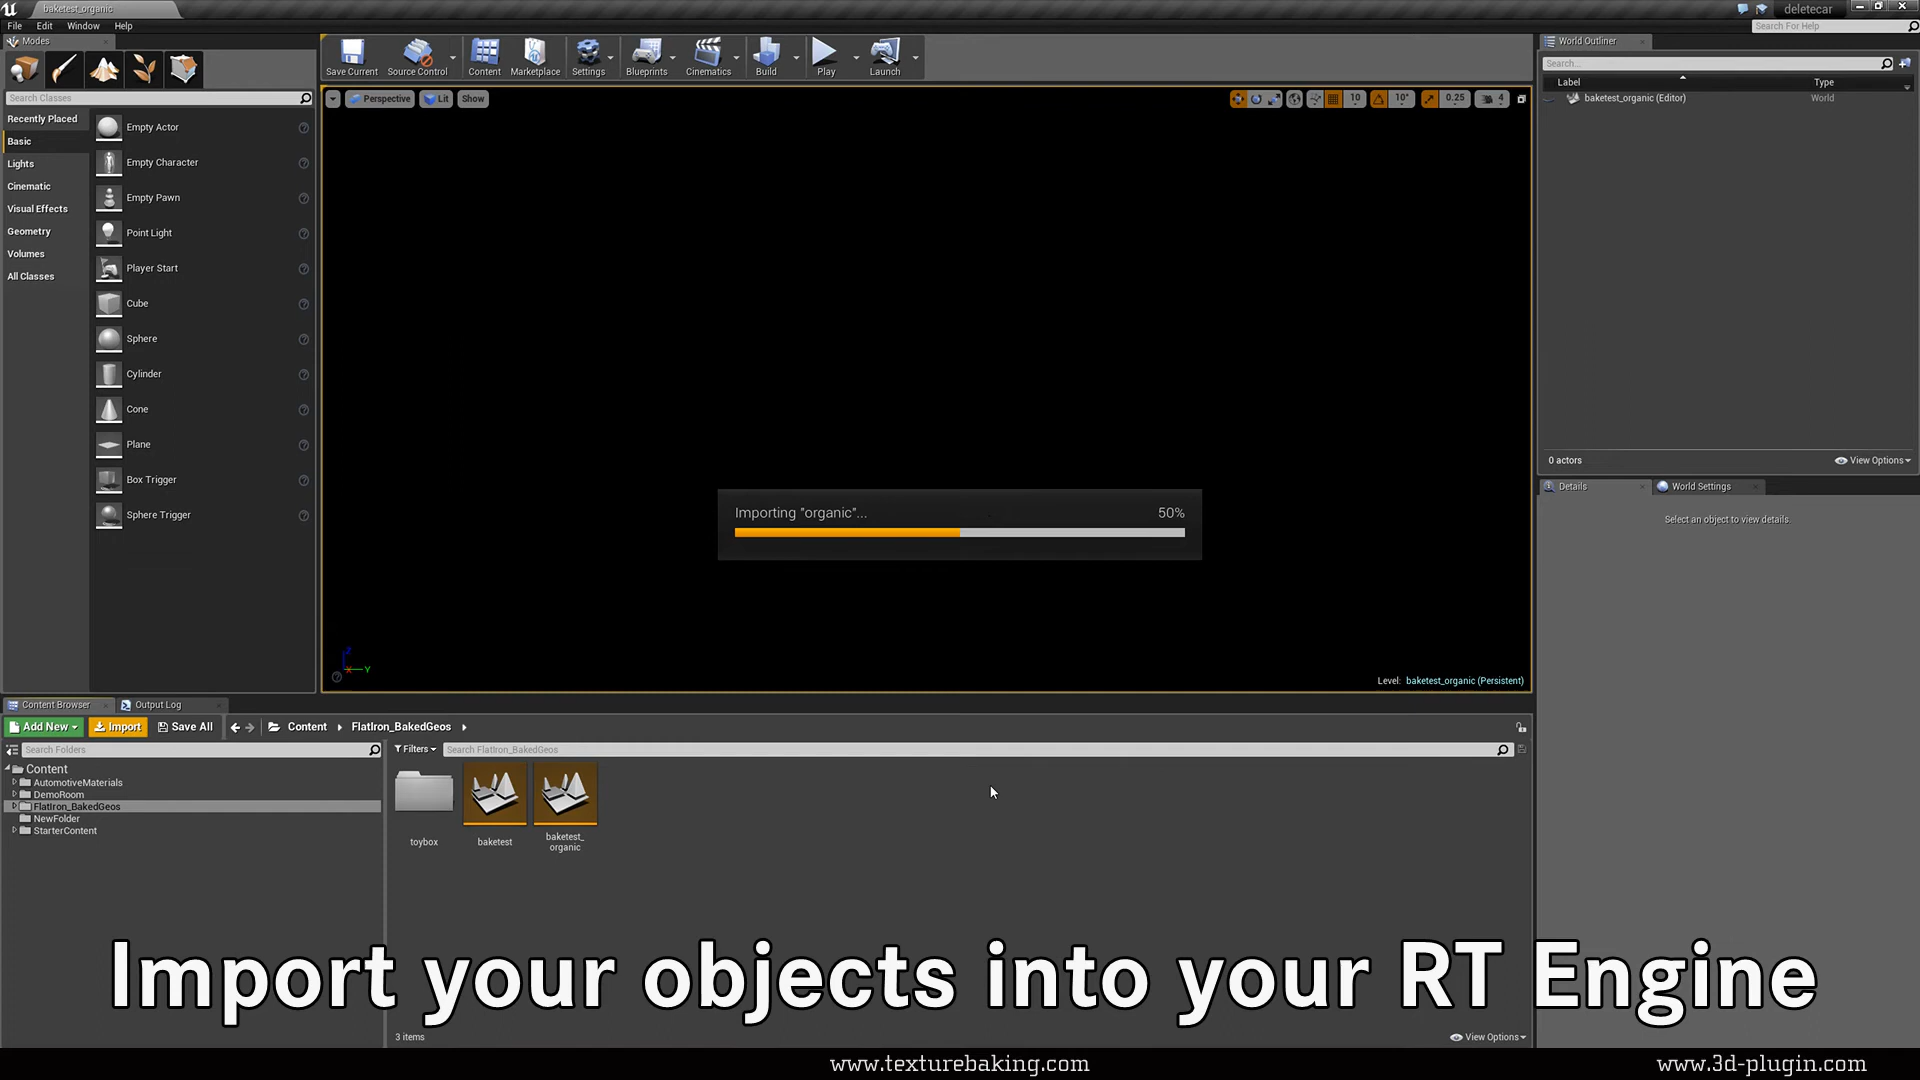 baketest_organic
deletecar
File Edit Window Help
Search For Help
Modes
Save Current
Source Control
Content
Marketplace
Settings
Blueprints
Cinematics
Build
Play
Launch
World Outliner
Search...
Label
Type
baketest_organic (Editor)
World
Search Classes
Recently Placed
Basic
Lights
Cinematic
Visual Effects
Geometry
Volumes
All Classes
Empty Actor
Empty Character
Empty Pawn
Point Light
Player Start
Cube
Sphere
Cylinder
Cone
Plane
Box Trigger
Sphere Trigger
Perspective
Lit
Show
10
10°
0.25
4
Importing "organic"...
50%
Z
X
Y
Level: baketest_organic (Persistent)
0 actors
View Options
Details
World Settings
Select an object to view details.
Content Browser
Output Log
Add New
Import
Save All
Content
FlatIron_BakedGeos
Search Folders
Filters
Search FlatIron_BakedGeos
Content
AutomotiveMaterials
DemoRoom
FlatIron_BakedGeos
NewFolder
StarterContent
toybox
baketest
baketest_
organic
Import your objects into your RT Engine
3 items
View Options
www.texturebaking.com
www.3d-plugin.com